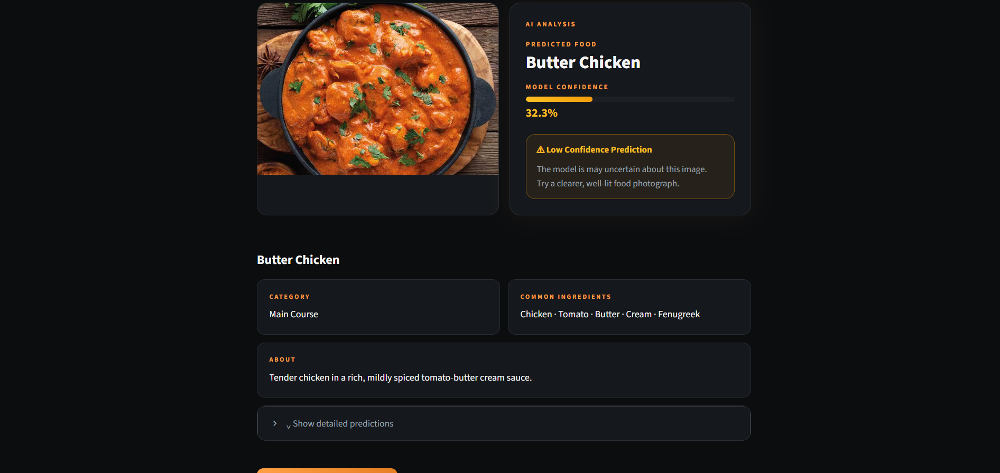 AI ANALYSIS
PREDICTED FOOD
Butter Chicken
MODEL CONFIDENCE
32.3%
⚠ Low Confidence Prediction
The model is may uncertain about this image.
Try a clearer, well-lit food photograph.
Butter Chicken
CATEGORY
Main Course
COMMON INGREDIENTS
Chicken · Tomato · Butter · Cream · Fenugreek
ABOUT
Tender chicken in a rich, mildly spiced tomato-butter cream sauce.
Show detailed predictions